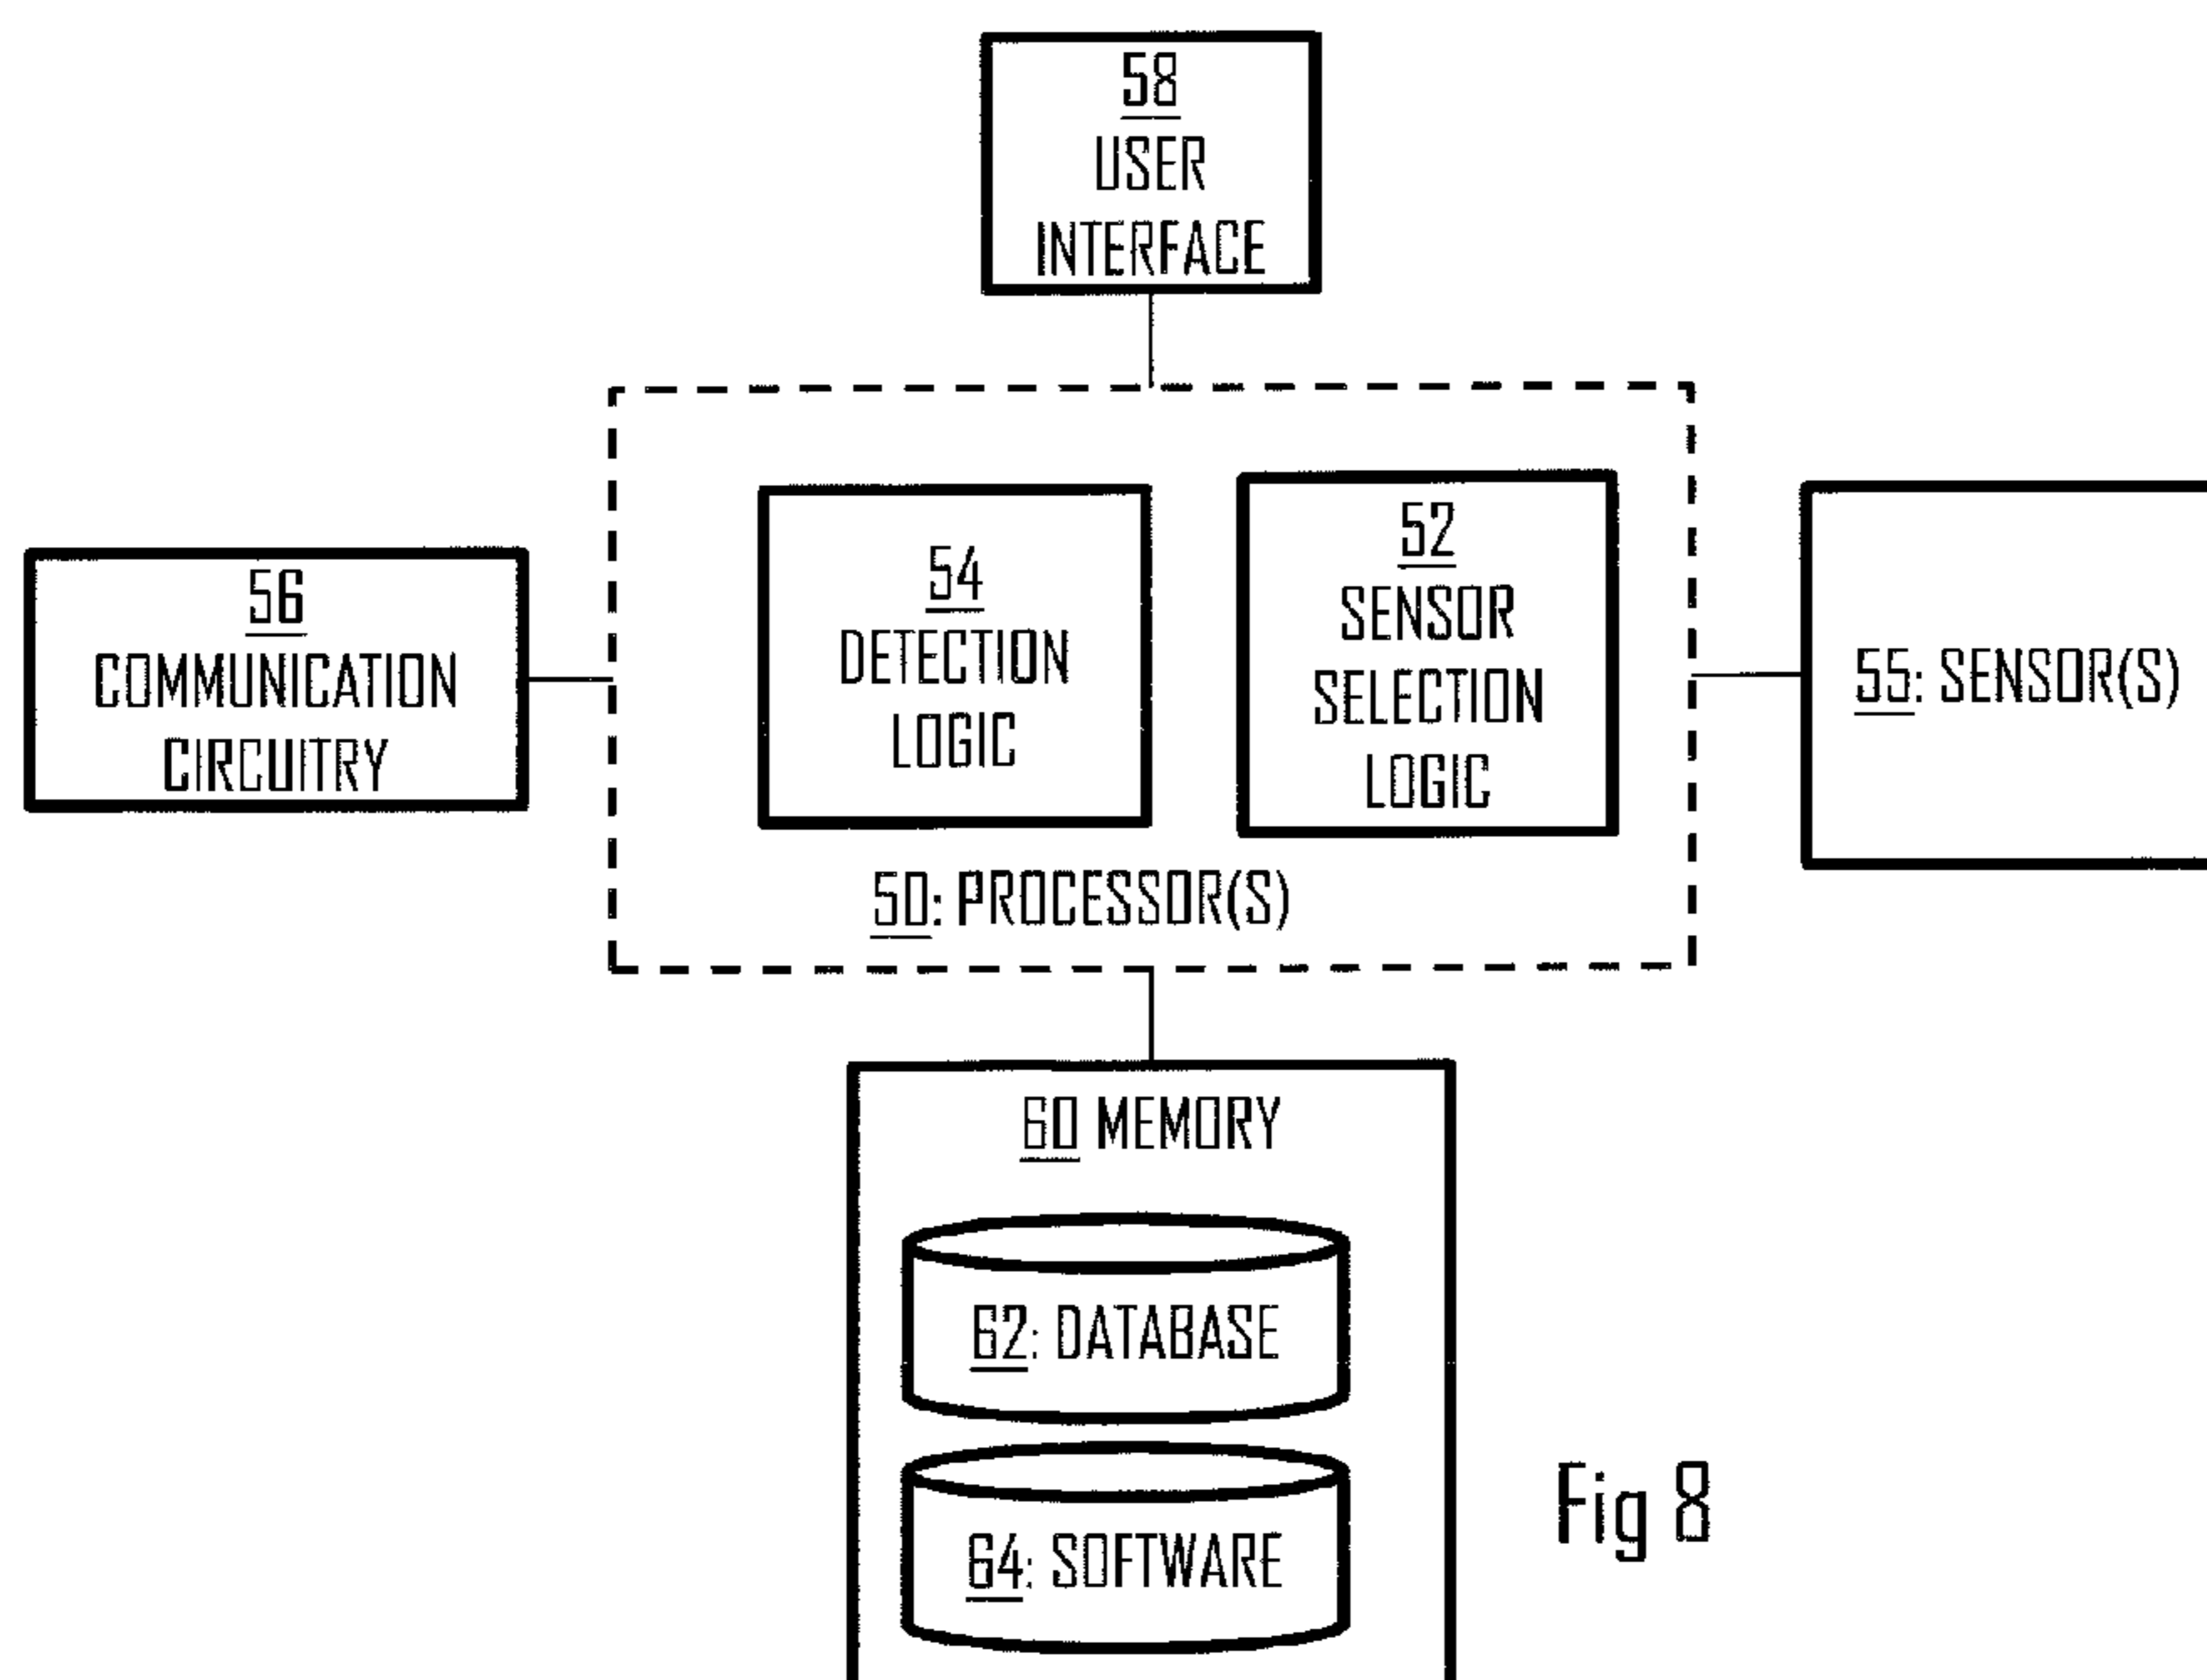 58
USER
INTERFACE
56
COMMUNICATION
CIRCUITRY
54
DETECTION
LOGIC
52
SENSOR
SELECTION
LOGIC
55: SENSOR(S)
50: PROCESSOR(S)
60 MEMORY
62: DATABASE
64: SOFTWARE
Fig 8